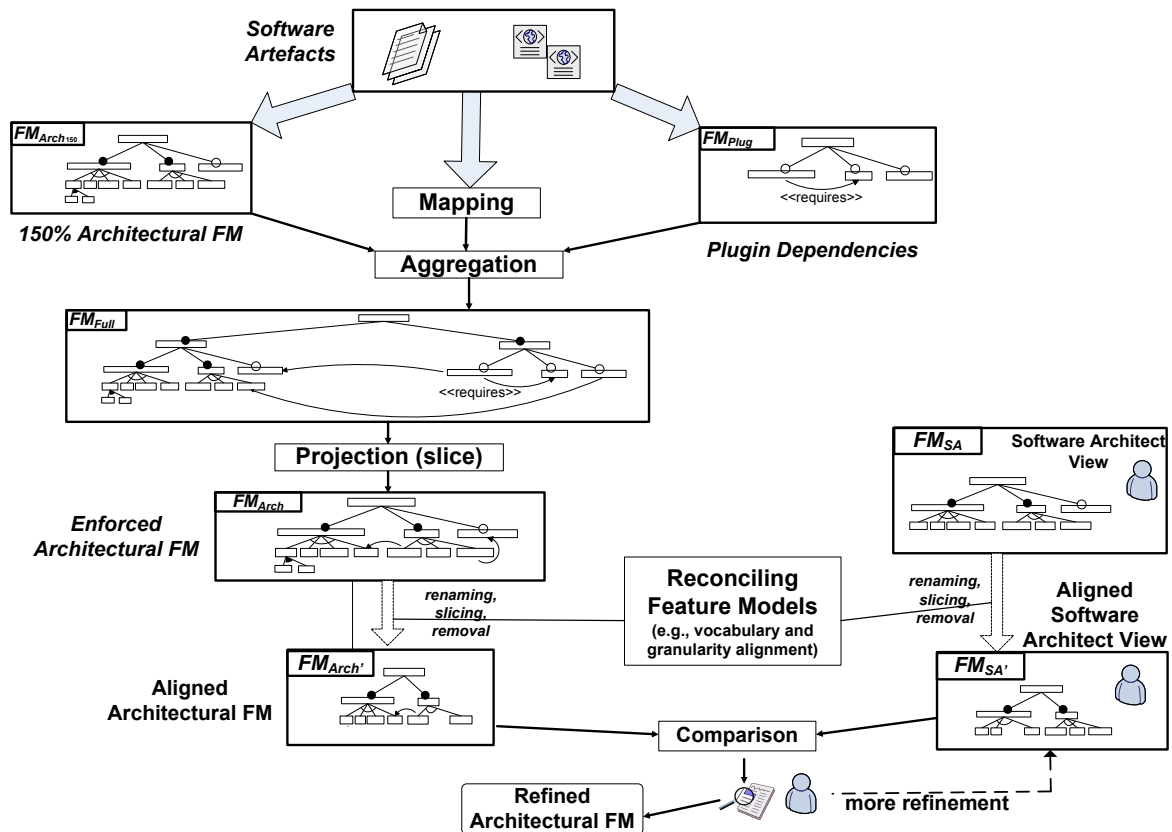 Software
Artefacts
FMArch150
FMPlug
<<requires>>
Mapping
150% Architectural FM
Plugin Dependencies
Aggregation
FMFull
<<requires>>
Projection (slice)
FMSA
Software Architect
View
FMArch
Enforced
Architectural FM
Reconciling
Feature Models
(e.g., vocabulary and
granularity alignment)
renaming,
slicing,
removal
renaming,
slicing,
removal
Aligned
Software
Architect View
FMArch'
FMSA'
Aligned
Architectural FM
Comparison
more refinement
Refined
Architectural FM